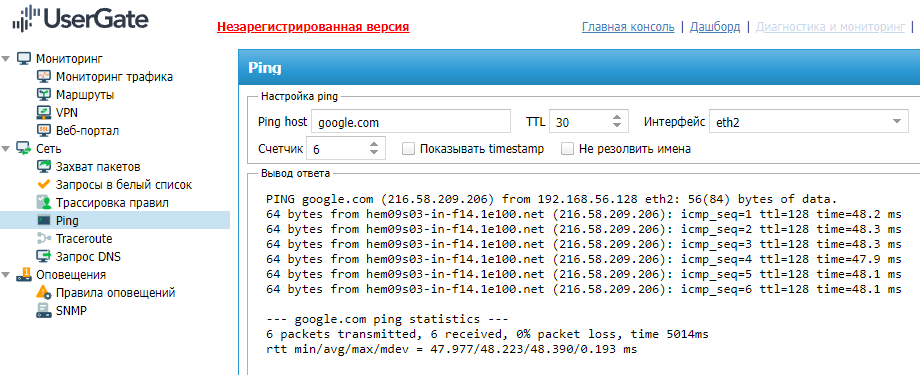 UserGate
Незарегистрированная версия
Главная консоль | Дашборд | Диагностика и мониторинг |
Мониторинг
Мониторинг трафика
Маршруты
VPN
Веб-портал
Сеть
Захват пакетов
Запросы в белый список
Трассировка правил
Ping
Traceroute
Запрос DNS
Оповещения
Правила оповещений
SNMP
Ping
Настройка ping
Ping host google.com TTL 30 Интерфейс eth2
Счетчик 6 Показывать timestamp Не резолвить имена
Вывод ответа
PING google.com (216.58.209.206) from 192.168.56.128 eth2: 56(84) bytes of data.
64 bytes from hem09s03-in-f14.1e100.net (216.58.209.206): icmp_seq=1 ttl=128 time=48.2 ms
64 bytes from hem09s03-in-f14.1e100.net (216.58.209.206): icmp_seq=2 ttl=128 time=48.3 ms
64 bytes from hem09s03-in-f14.1e100.net (216.58.209.206): icmp_seq=3 ttl=128 time=48.3 ms
64 bytes from hem09s03-in-f14.1e100.net (216.58.209.206): icmp_seq=4 ttl=128 time=47.9 ms
64 bytes from hem09s03-in-f14.1e100.net (216.58.209.206): icmp_seq=5 ttl=128 time=48.1 ms
64 bytes from hem09s03-in-f14.1e100.net (216.58.209.206): icmp_seq=6 ttl=128 time=48.1 ms
--- google.com ping statistics ---
6 packets transmitted, 6 received, 0% packet loss, time 5014ms
rtt min/avg/max/mdev = 47.977/48.223/48.390/0.193 ms